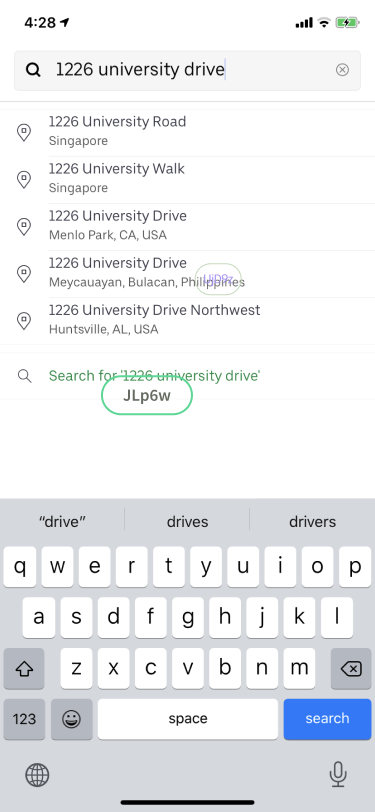 4:28
1226 university drive
1226 University Road
Singapore
1226 University Walk
Singapore
1226 University Drive
Menlo Park, CA, USA
1226 University Drive
Meycauayan, Bulacan, Philippines
1226 University Drive Northwest
Huntsville, AL, USA
Search for '1226 university drive'
JLp6w
“drive” drives drivers
q w e r t y u i o p
a s d f g h j k l
z x c v b n m
123 space search